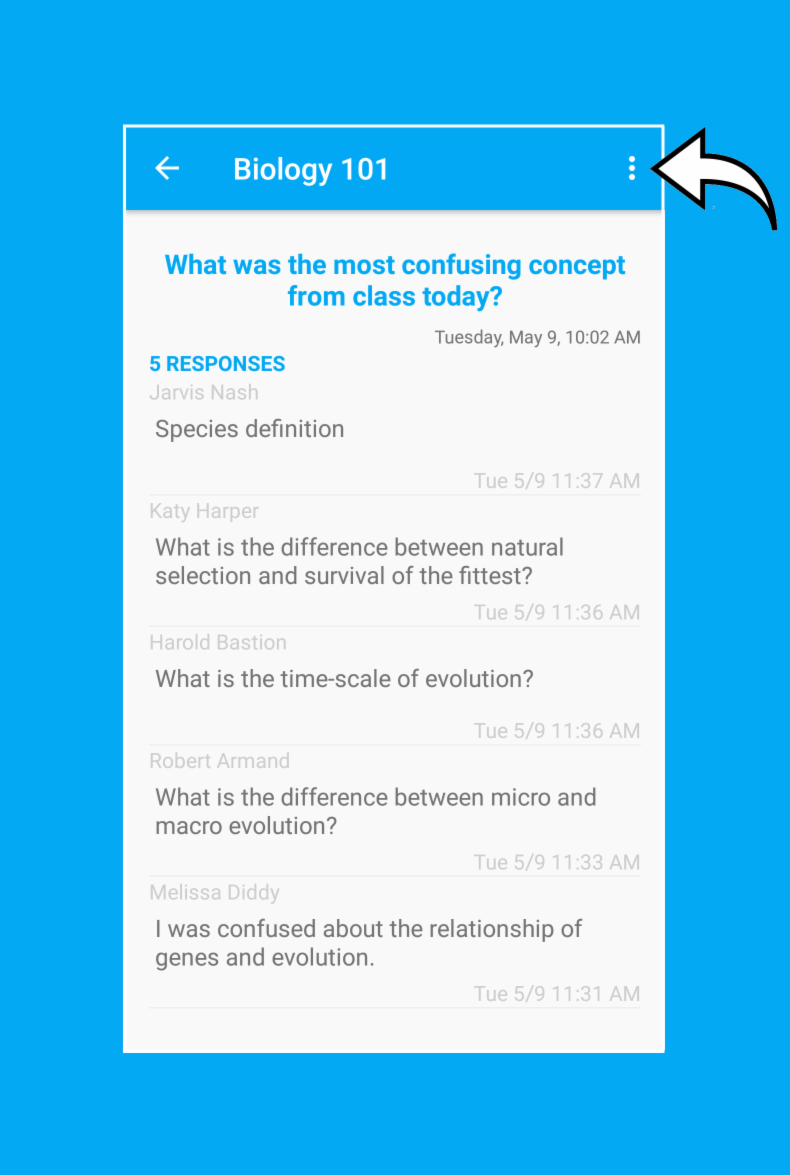 Biology 101
What was the most confusing concept
from class today?
Tuesday, May 9, 10:02 AM
5 RESPONSES
Jarvis Nash
Species definition
Tue 5/9 11:37 AM
Katy Harper
What is the difference between natural
selection and survival of the fittest?
Tue 5/9 11:36 AM
Harold Bastion
What is the time-scale of evolution?
Tue 5/9 11:36 AM
Robert Armand
What is the difference between micro and
macro evolution?
Tue 5/9 11:33 AM
Melissa Diddy
I was confused about the relationship of
genes and evolution.
Tue 5/9 11:31 AM